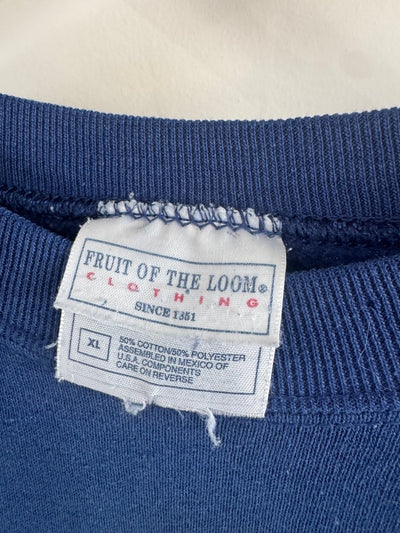 FRUIT OF THE LOOM®
CLOTHING
SINCE 1851
XL
50% COTTON/50% POLYESTER
ASSEMBLED IN MEXICO OF
U.S.A. COMPONENTS
CARE ON REVERSE